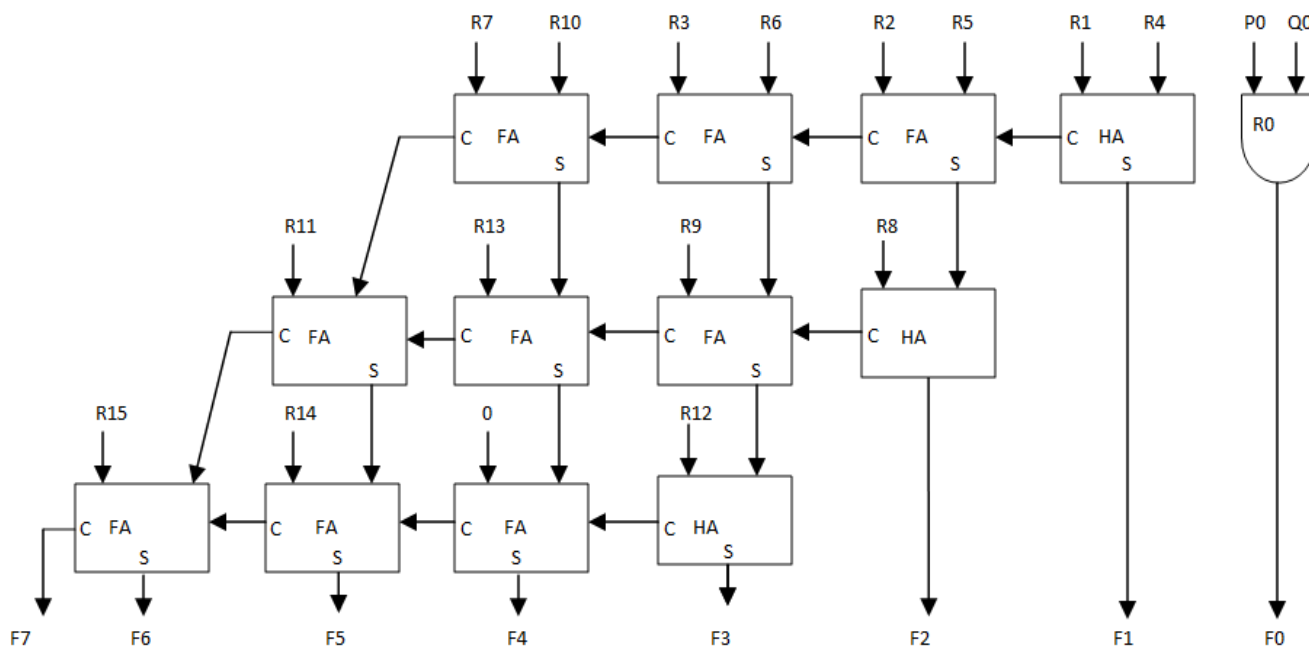 R7 R10 R3 R6 R2 R5 R1 R4 P0 Q0
C FA C FA C FA C HA R0
S S S S
R11 R13 R9 R8
C FA C FA C FA C HA
S S S
R15 R14 0 R12
C FA C FA C FA C HA
S S S S
F7 F6 F5 F4 F3 F2 F1 F0